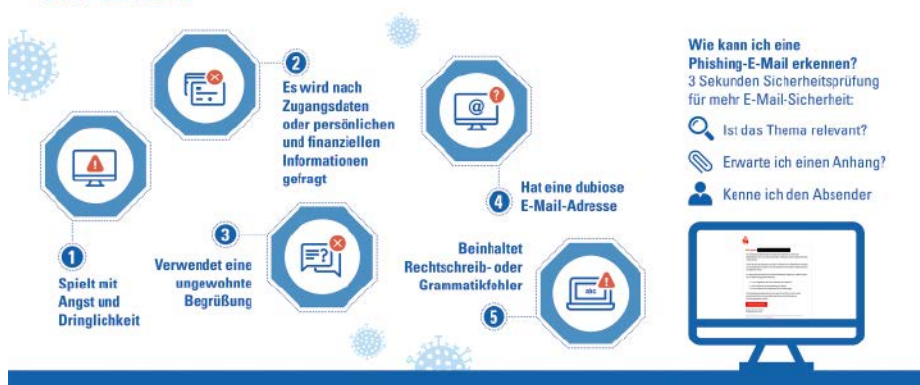 1
Spielt mit
Angst und
Dringlichkeit
2
Es wird nach
Zugangsdaten
oder persönlichen
und finanziellen
Informationen
gefragt
3
Verwendet eine
ungewohnte
Begrüßung
?
@
?
4
Hat eine dubiose
E-Mail-Adresse
Beinhaltet
Rechtschreib- oder
Grammatikfehler
5
abc
Wie kann ich eine
Phishing-E-Mail erkennen?
3 Sekunden Sicherheitsprüfung
für mehr E-Mail-Sicherheit:
Ist das Thema relevant?
Erwarte ich einen Anhang?
Kenne ich den Absender